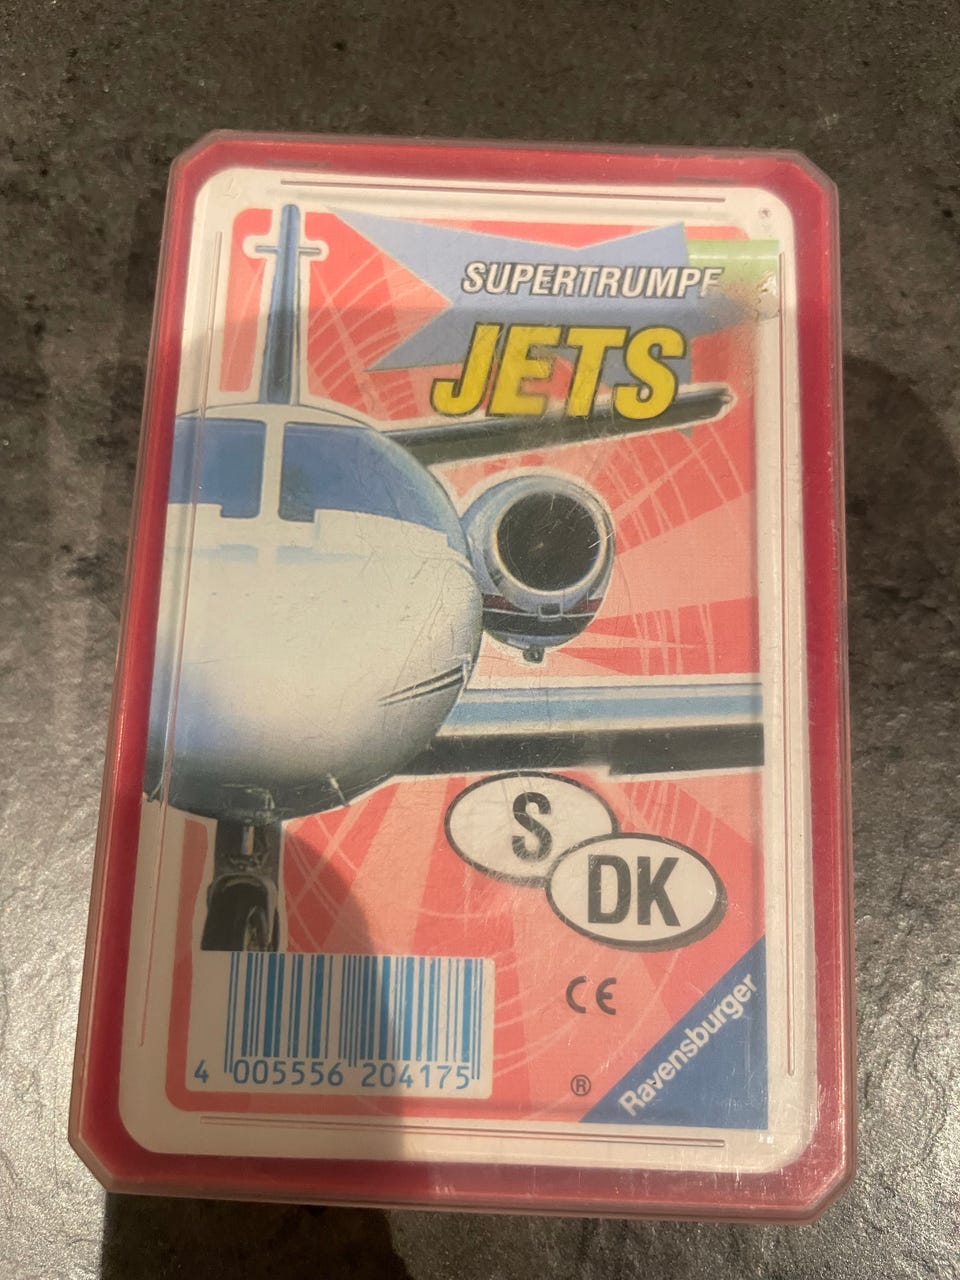 SUPERTRUMPF
JETS
S
DK
CE
4 005556 204175
®
Ravensburger